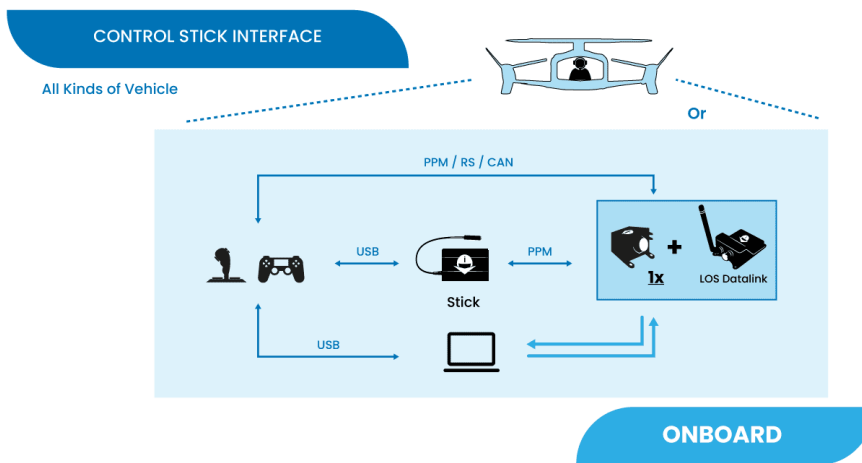 CONTROL STICK INTERFACE
All Kinds of Vehicle
Or
PPM / RS / CAN
USB
PPM
1x
+
LOS Datalink
Stick
USB
ONBOARD